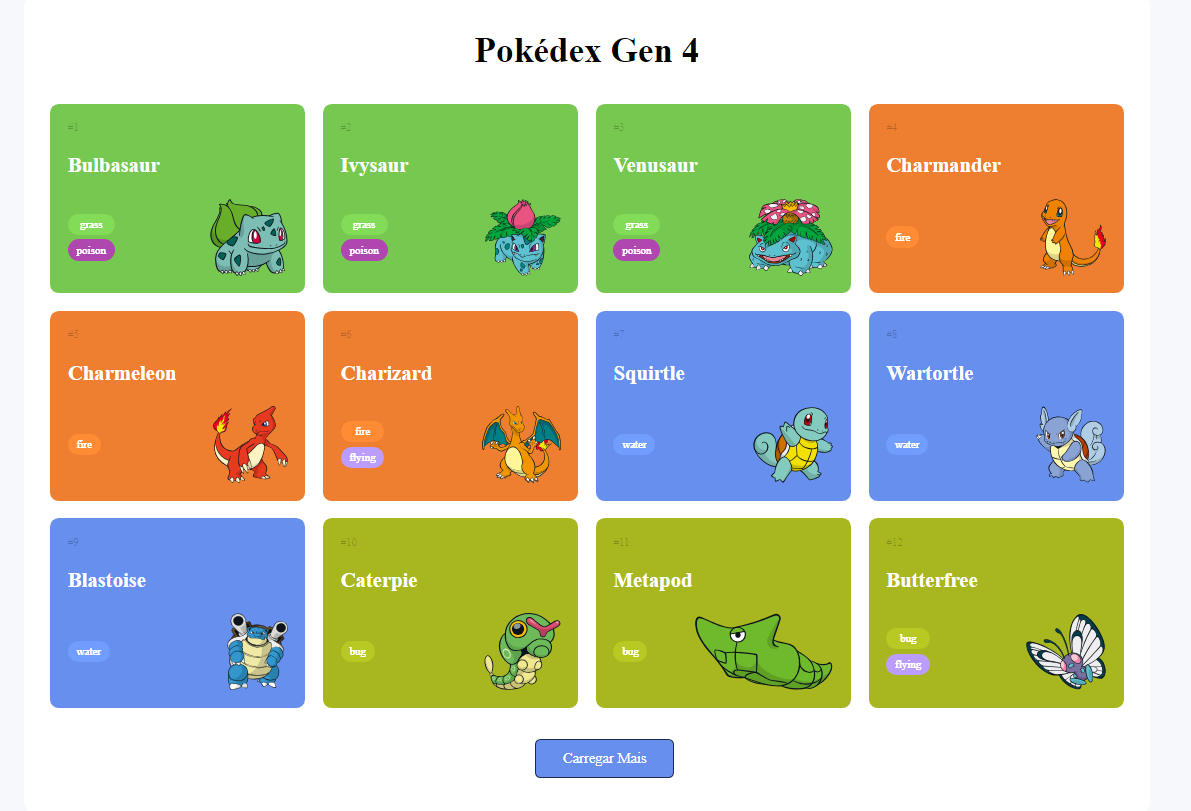 Pokédex Gen 4
#1
Bulbasaur
grass
poison
#2
Ivysaur
grass
poison
#3
Venusaur
grass
poison
#4
Charmander
fire
#5
Charmeleon
fire
#6
Charizard
fire
flying
#7
Squirtle
water
#8
Wartortle
water
#9
Blastoise
water
#10
Caterpie
bug
#11
Metapod
bug
#12
Butterfree
bug
flying
Carregar Mais